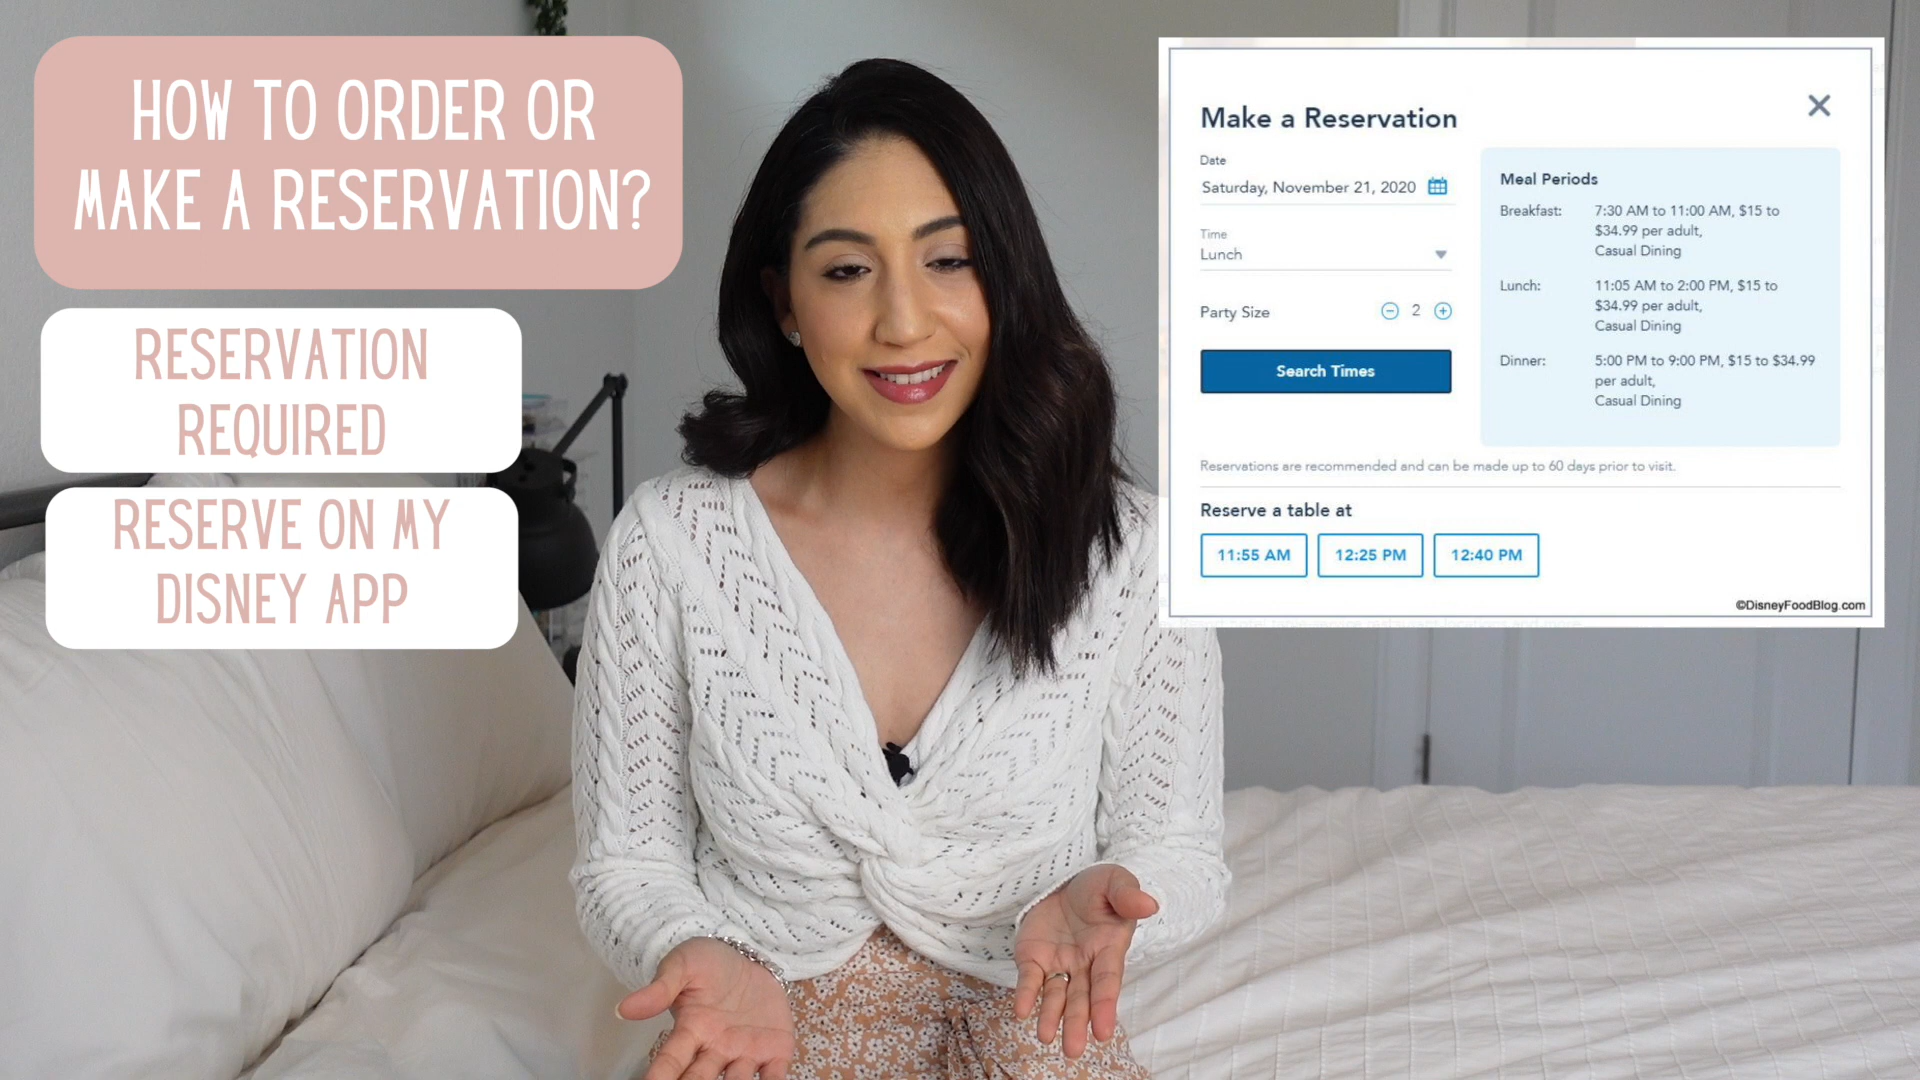 HOW TO ORDER OR
MAKE A RESERVATION?
RESERVATION
REQUIRED
RESERVE ON MY
DISNEY APP
Make a Reservation
Date
Saturday, November 21, 2020
Time
Lunch
Party Size
2
Search Times
Meal Periods
Breakfast: 7:30 AM to 11:00 AM, $15 to
$34.99 per adult,
Casual Dining
Lunch: 11:05 AM to 2:00 PM, $15 to
$34.99 per adult,
Casual Dining
Dinner: 5:00 PM to 9:00 PM, $15 to $34.99
per adult,
Casual Dining
Reservations are recommended and can be made up to 60 days prior to visit.
Reserve a table at
11:55 AM 12:25 PM 12:40 PM
©DisneyFoodBlog.com